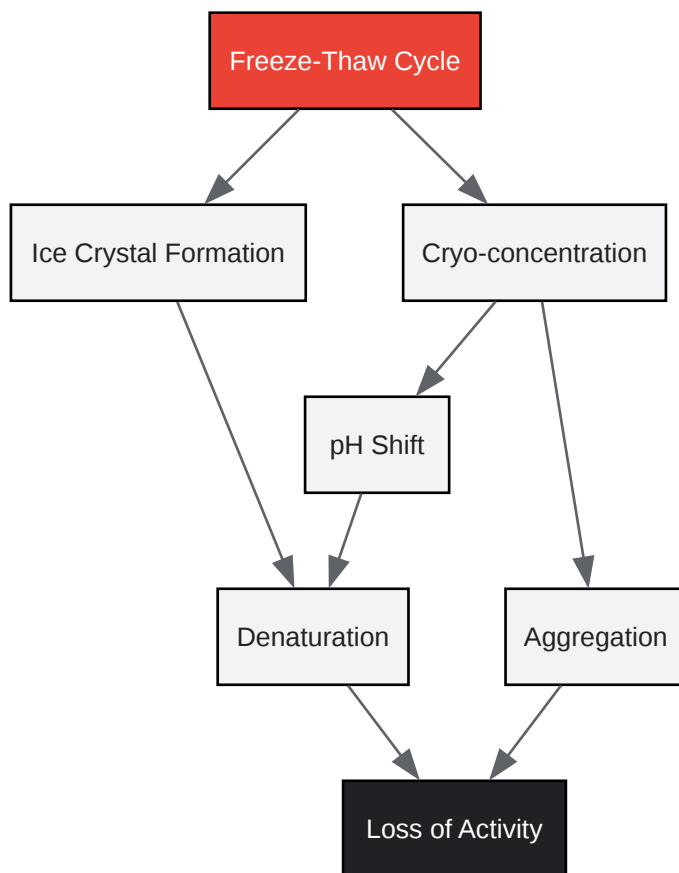 Freeze-Thaw Cycle
Ice Crystal Formation
Cryo-concentration
pH Shift
Denaturation
Aggregation
Loss of Activity